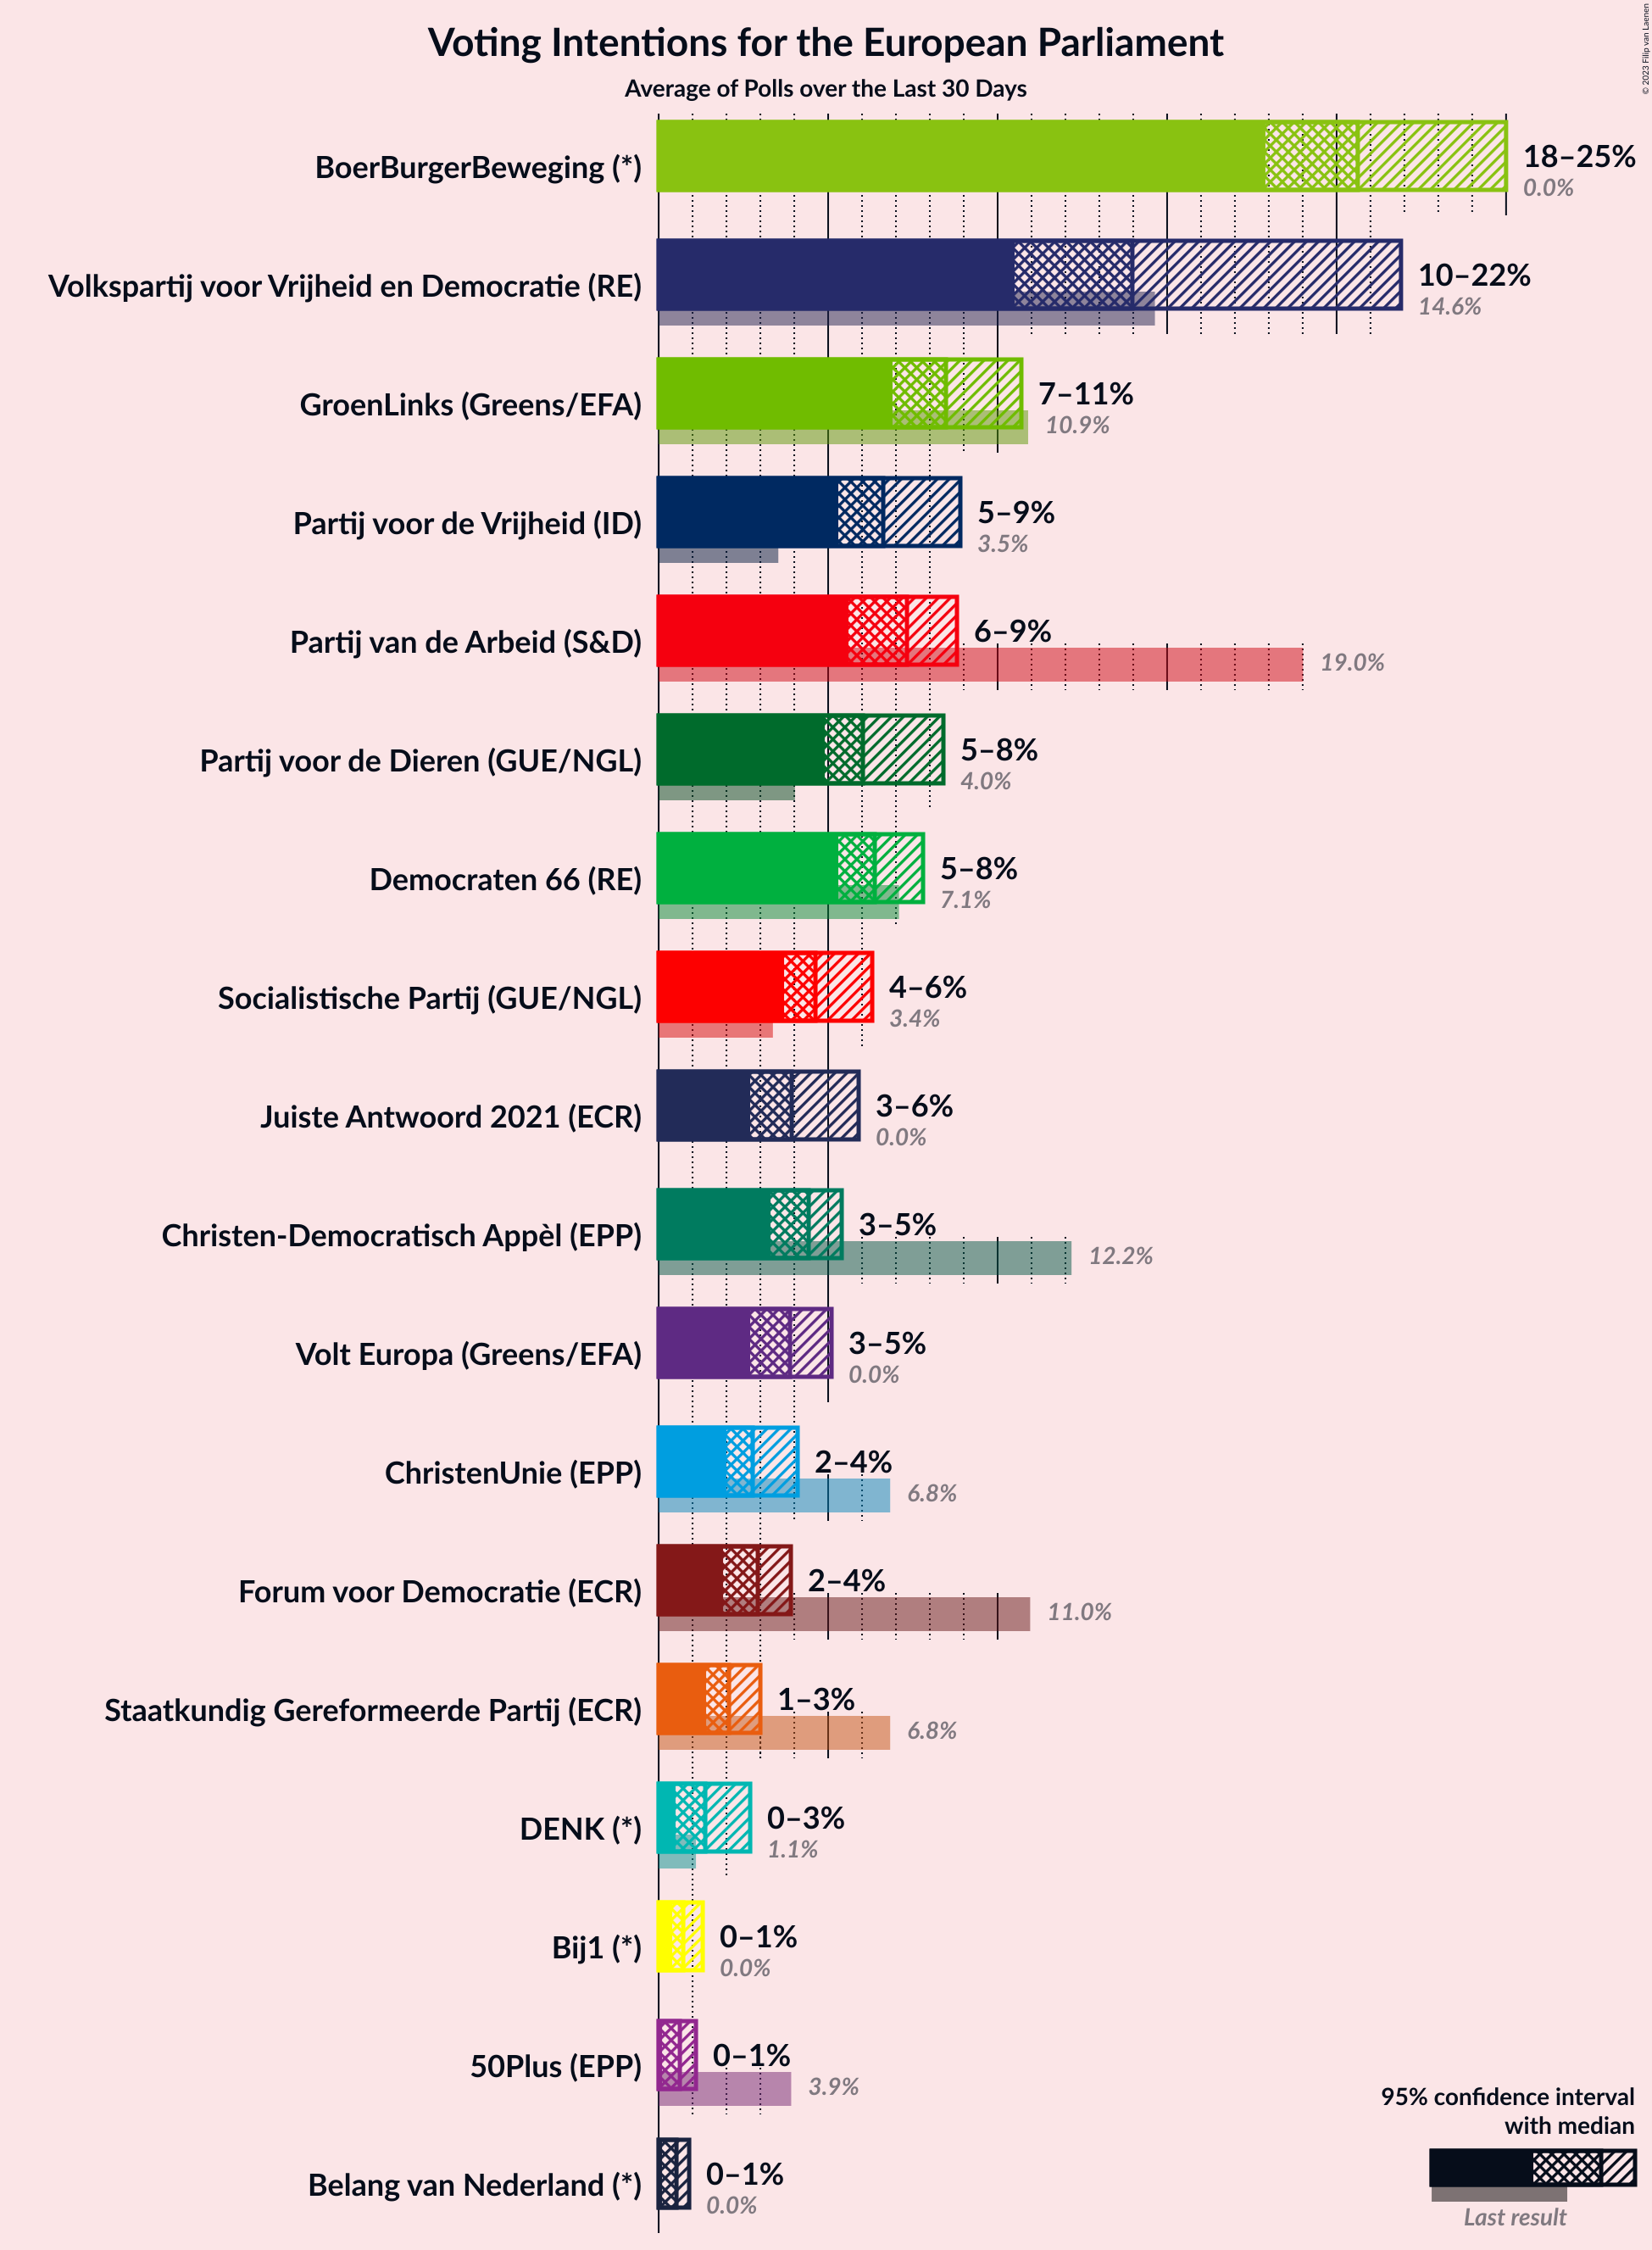 © 2023 Filip van Laenen
Voting Intentions for the European Parliament
Average of Polls over the Last 30 Days
BoerBurgerBeweging (*)
18–25%
0.0%
Volkspartij voor Vrijheid en Democratie (RE)
10–22%
14.6%
GroenLinks (Greens/EFA)
7–11%
10.9%
Partij voor de Vrijheid (ID)
5–9%
3.5%
Partij van de Arbeid (S&D)
6–9%
19.0%
Partij voor de Dieren (GUE/NGL)
5–8%
4.0%
Democraten 66 (RE)
5–8%
7.1%
Socialistische Partij (GUE/NGL)
4–6%
3.4%
Juiste Antwoord 2021 (ECR)
3–6%
0.0%
Christen-Democratisch Appèl (EPP)
3–5%
12.2%
Volt Europa (Greens/EFA)
3–5%
0.0%
ChristenUnie (EPP)
2–4%
6.8%
Forum voor Democratie (ECR)
2–4%
11.0%
Staatkundig Gereformeerde Partij (ECR)
1–3%
6.8%
DENK (*)
0–3%
1.1%
Bij1 (*)
0–1%
0.0%
50Plus (EPP)
0–1%
3.9%
Belang van Nederland (*)
0–1%
0.0%
95% confidence interval
with median
Last result